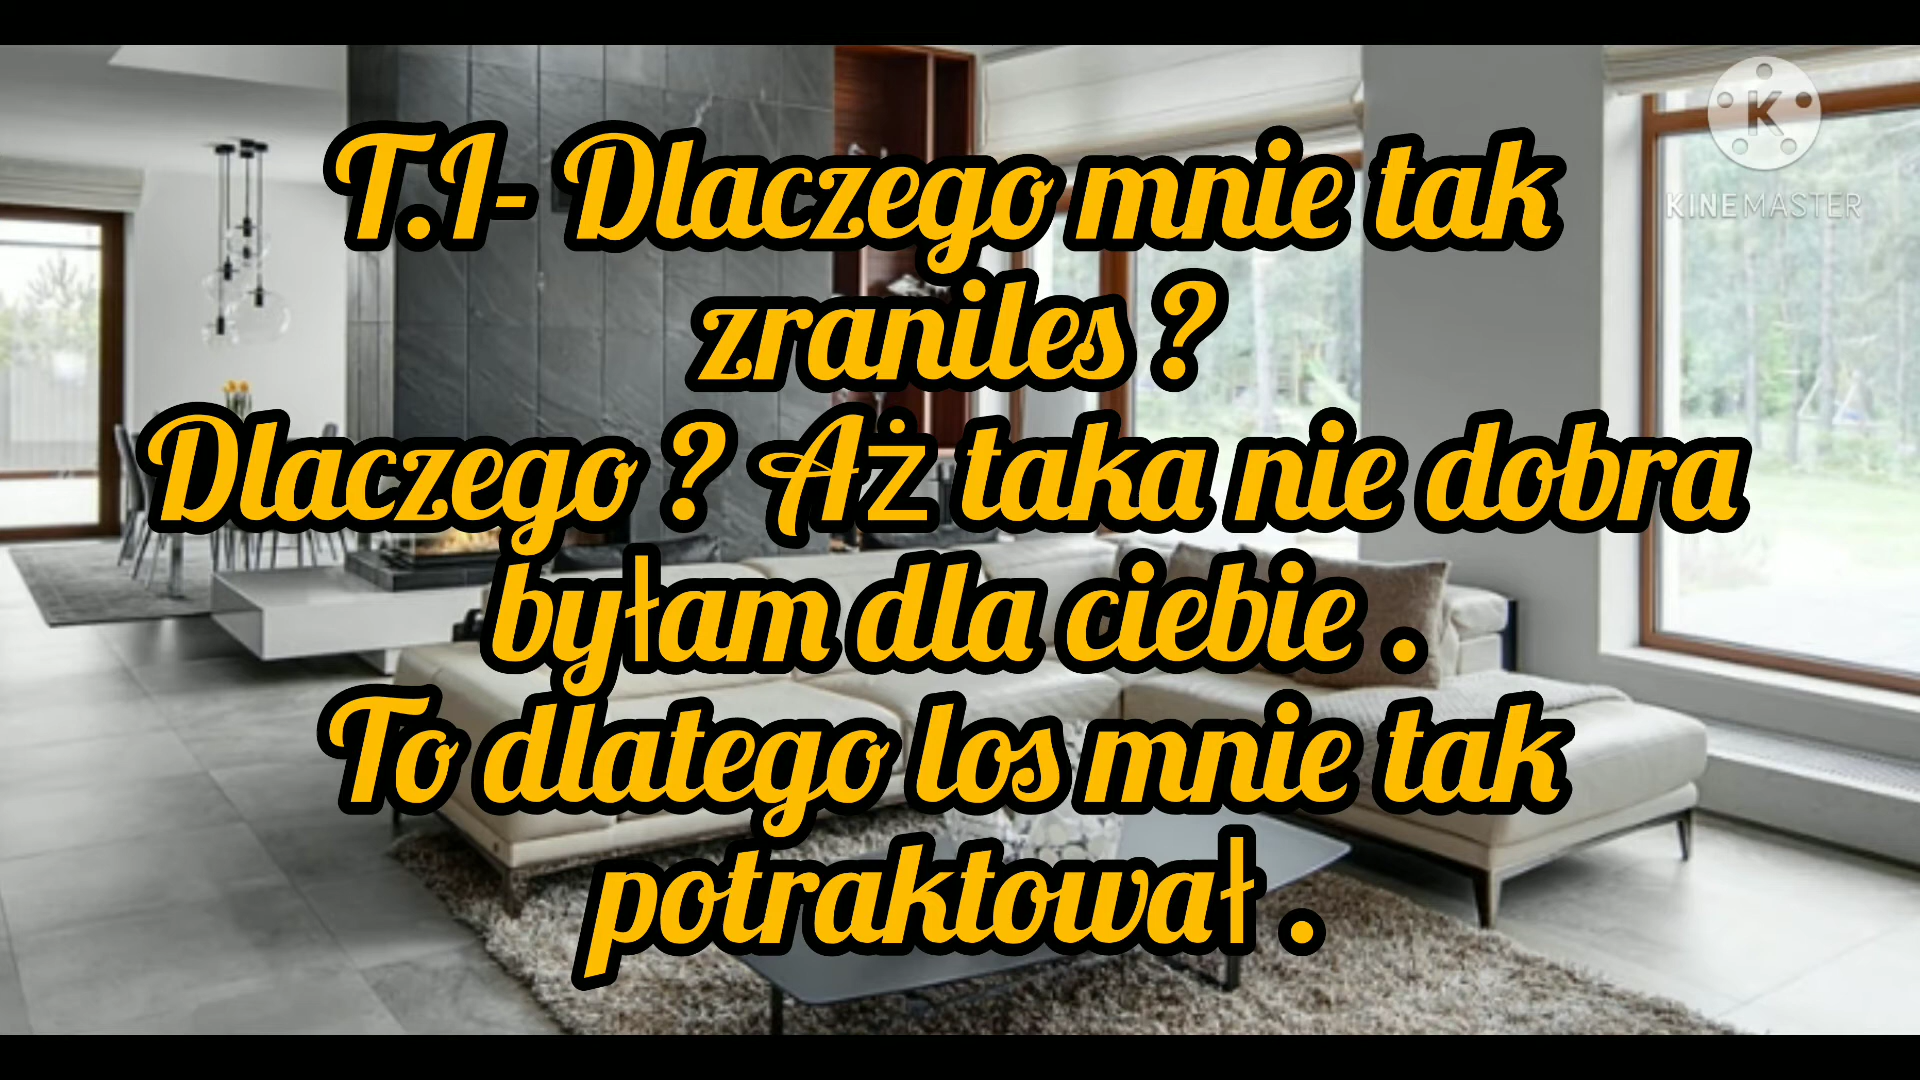 T.I- Dlaczego mnie tak
zraniles ?
Dlaczego ? Aż taka nie dobra
byłam dla ciebie .
To dlatego los mnie tak
potraktował .
K
KINEMASTER